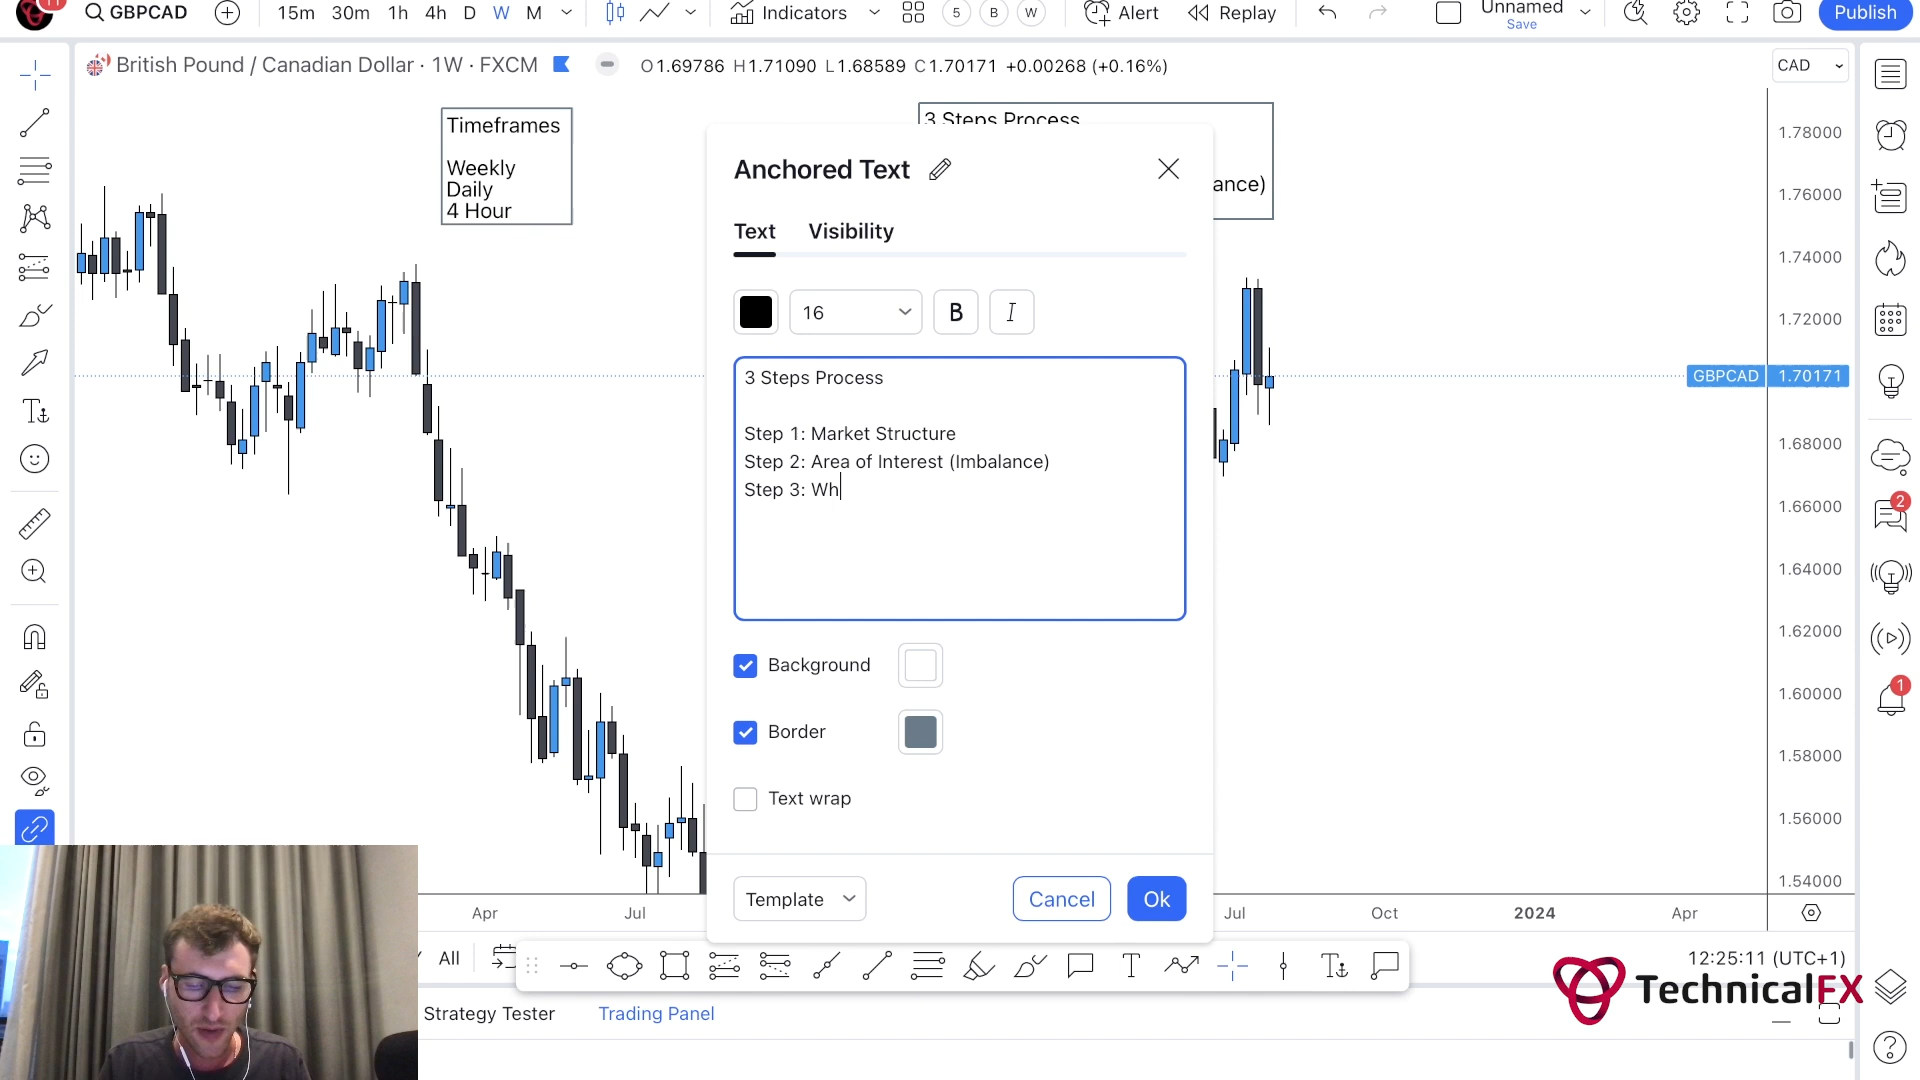 11
GBPCAD
15m 30m 1h 4h D W M
Indicators
5 B W
Alert
Replay
Unnamed
Save
Publish
British Pound / Canadian Dollar · 1W · FXCM
O1.69786 H1.71090 L1.68589 C1.70171 +0.00268 (+0.16%)
CAD
Timeframes
Weekly
Daily
4 Hour
3 Steps Process
ance)
Anchored Text
Text Visibility
16
B I
3 Steps Process
Step 1: Market Structure
Step 2: Area of Interest (Imbalance)
Step 3: Wh
Background
Border
Text wrap
Template
Cancel
Ok
1.78000
1.76000
1.74000
1.72000
GBPCAD 1.70171
1.68000
1.66000
1.64000
1.62000
1.60000
1.58000
1.56000
1.54000
2
1
Apr Jul Jul Oct 2024 Apr
All
12:25:11 (UTC+1)
TechnicalFX
Strategy Tester
Trading Panel